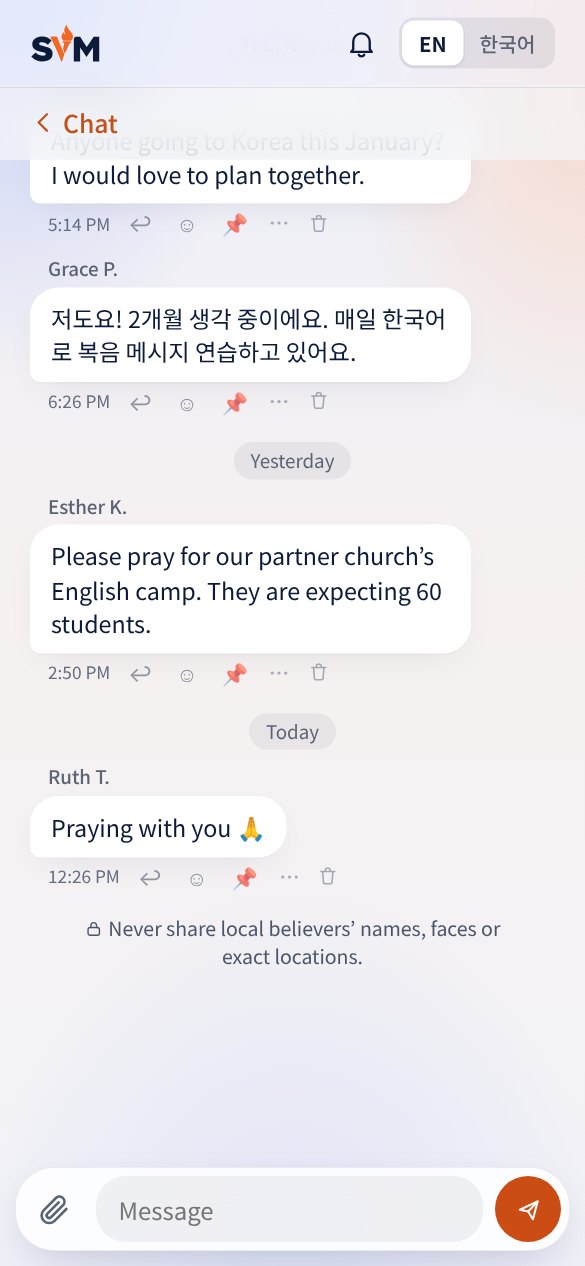 SVM
Thu, Nov 19
EN
한국어
Chat
Anyone going to Korea this January?
I would love to plan together.
5:14 PM
Grace P.
저도요! 2개월 생각 중이에요. 매일 한국어
로 복음 메시지 연습하고 있어요.
6:26 PM
Yesterday
Esther K.
Please pray for our partner church’s
English camp. They are expecting 60
students.
2:50 PM
Today
Ruth T.
Praying with you 🙏
12:26 PM
Never share local believers’ names, faces or
exact locations.
Message